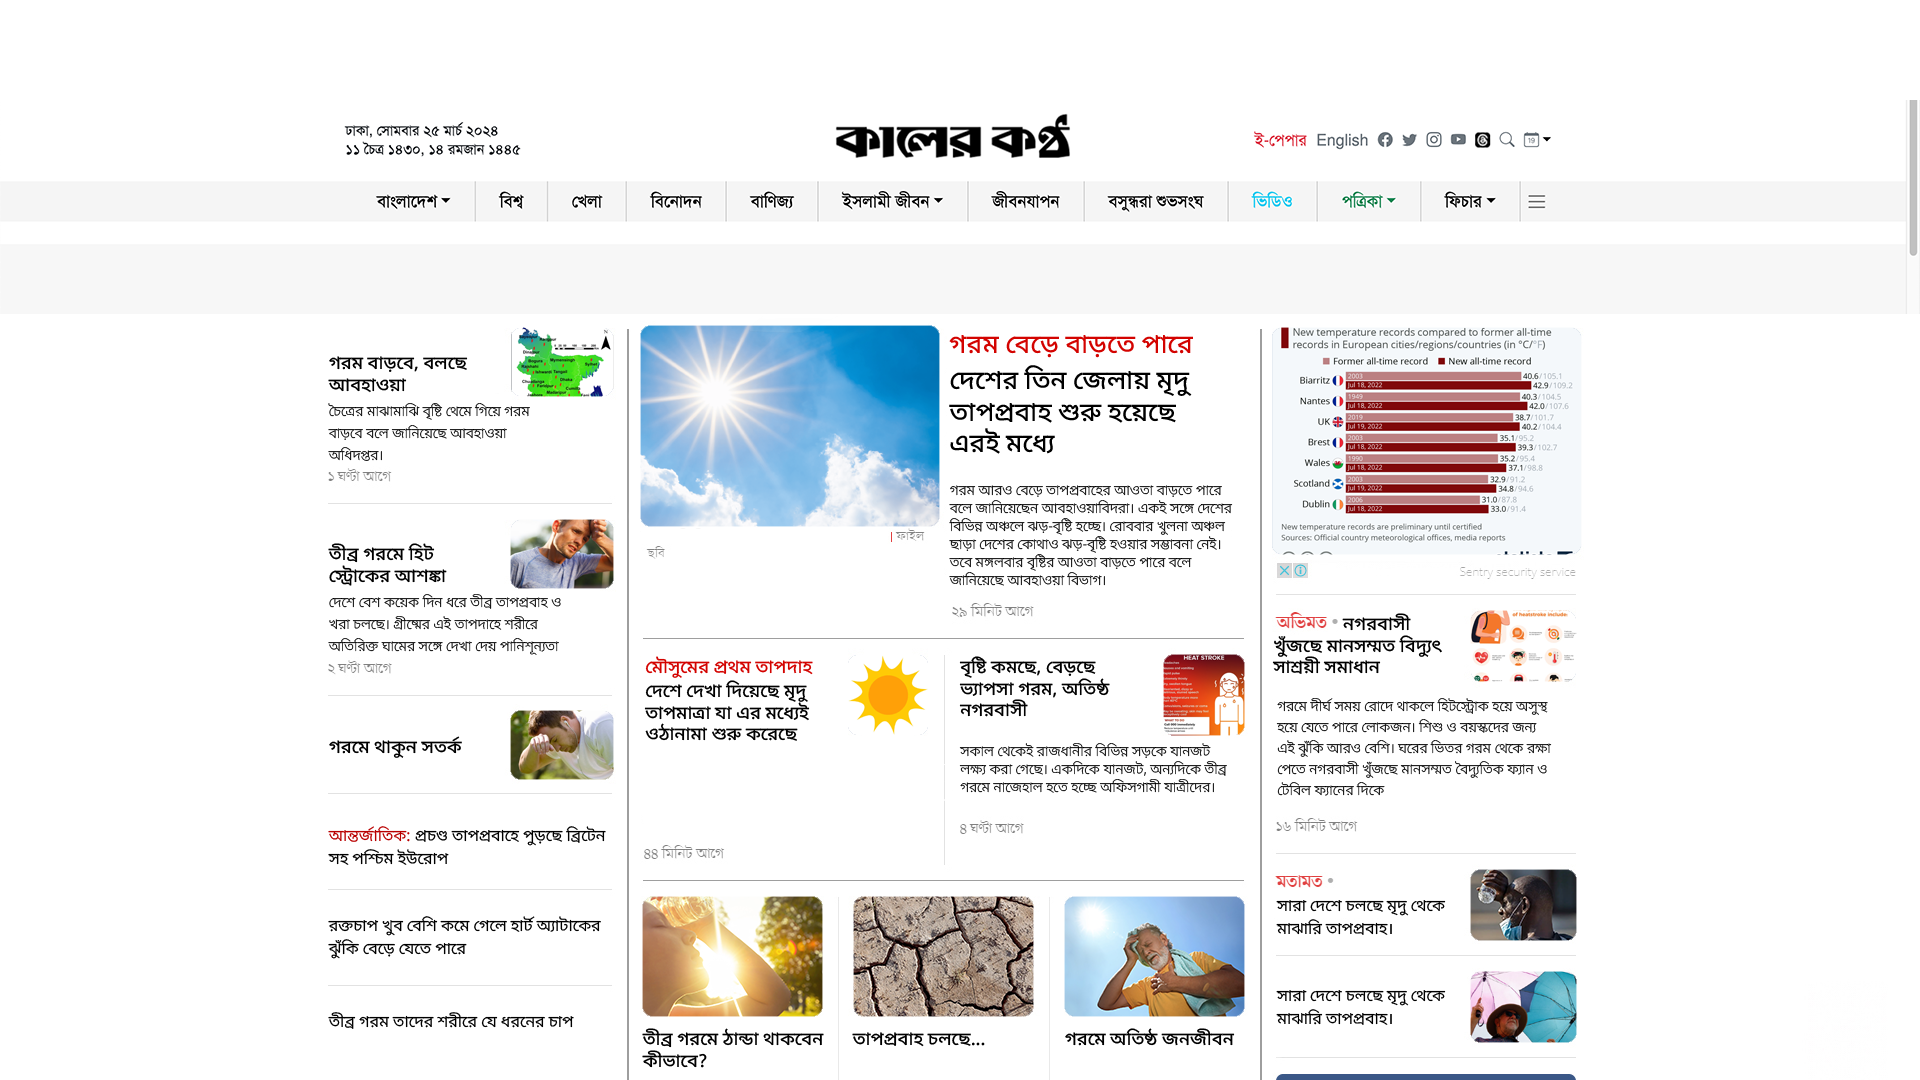 ঢাকা, সোমবার ২৫ মার্চ ২০২৪
১১ চৈত্র ১৪৩০, ১৪ রমজান ১৪৪৫
কালের কণ্ঠ
ই-পেপার English
বাংলাদেশ বিশ্ব খেলা বিনোদন বাণিজ্য ইসলামী জীবন জীবনযাপন বসুন্ধরা শুভসংঘ ভিডিও পত্রিকা ফিচার
গরম বাড়বে, বলছে
আবহাওয়া
চৈত্রের মাঝামাঝি বৃষ্টি থেমে গিয়ে গরম
বাড়বে বলে জানিয়েছে আবহাওয়া
অধিদপ্তর।
১ ঘণ্টা আগে
তীব্র গরমে হিট
স্ট্রোকের আশঙ্কা
দেশে বেশ কয়েক দিন ধরে তীব্র তাপপ্রবাহ ও
খরা চলছে। গ্রীষ্মের এই তাপদাহে শরীরে
অতিরিক্ত ঘামের সঙ্গে দেখা দেয় পানিশূন্যতা
২ ঘণ্টা আগে
গরমে থাকুন সতর্ক
আন্তর্জাতিক: প্রচণ্ড তাপপ্রবাহে পুড়ছে ব্রিটেন
সহ পশ্চিম ইউরোপ
রক্তচাপ খুব বেশি কমে গেলে হার্ট অ্যাটাকের
ঝুঁকি বেড়ে যেতে পারে
তীব্র গরম তাদের শরীরে যে ধরনের চাপ
| ফাইল
ছবি
গরম বেড়ে বাড়তে পারে
দেশের তিন জেলায় মৃদু
তাপপ্রবাহ শুরু হয়েছে
এরই মধ্যে
গরম আরও বেড়ে তাপপ্রবাহের আওতা বাড়তে পারে
বলে জানিয়েছেন আবহাওয়াবিদরা। একই সঙ্গে দেশের
বিভিন্ন অঞ্চলে ঝড়-বৃষ্টি হচ্ছে। রোববার খুলনা অঞ্চল
ছাড়া দেশের কোথাও ঝড়-বৃষ্টি হওয়ার সম্ভাবনা নেই।
তবে মঙ্গলবার বৃষ্টির আওতা বাড়তে পারে বলে
জানিয়েছে আবহাওয়া বিভাগ।
২৯ মিনিট আগে
মৌসুমের প্রথম তাপদাহ
দেশে দেখা দিয়েছে মৃদু
তাপমাত্রা যা এর মধ্যেই
ওঠানামা শুরু করেছে
৪৪ মিনিট আগে
বৃষ্টি কমছে, বেড়ছে
ভ্যাপসা গরম, অতিষ্ঠ
নগরবাসী
HEAT STROKE
সকাল থেকেই রাজধানীর বিভিন্ন সড়কে যানজট
লক্ষ্য করা গেছে। একদিকে যানজট, অন্যদিকে তীব্র
গরমে নাজেহাল হতে হচ্ছে অফিসগামী যাত্রীদের।
৪ ঘণ্টা আগে
তীব্র গরমে ঠান্ডা থাকবেন
কীভাবে?
তাপপ্রবাহ চলছে...
গরমে অতিষ্ঠ জনজীবন
New temperature records compared to former all-time
records in European cities/regions/countries (in °C/°F)
Former all-time record New all-time record
Biarritz 2003 40.6/105.1
Jul 18, 2022 42.9/109.2
Nantes 1949 40.3/104.5
Jul 18, 2022 42.0/107.6
UK 2019 38.7/101.7
Jul 19, 2022 40.2/104.4
Brest 2003 35.1/95.2
Jul 18, 2022 39.3/102.7
Wales 1990 35.2/95.4
Jul 18, 2022 37.1/98.8
Scotland 2003 32.9/91.2
Jul 19, 2022 34.8/94.6
Dublin 2006 31.0/87.8
Jul 18, 2022 33.0/91.4
New temperature records are preliminary until certified
Sources: Official country meteorological offices, media reports
Sentry security service
অভিমত • নগরবাসী
খুঁজছে মানসম্মত বিদ্যুৎ
সাশ্রয়ী সমাধান
of heatstroke include:
গরমে দীর্ঘ সময় রোদে থাকলে হিটস্ট্রোক হয়ে অসুস্থ
হয়ে যেতে পারে লোকজন। শিশু ও বয়স্কদের জন্য
এই ঝুঁকি আরও বেশি। ঘরের ভিতর গরম থেকে রক্ষা
পেতে নগরবাসী খুঁজছে মানসম্মত বৈদ্যুতিক ফ্যান ও
টেবিল ফ্যানের দিকে
১৬ মিনিট আগে
মতামত •
সারা দেশে চলছে মৃদু থেকে
মাঝারি তাপপ্রবাহ।
সারা দেশে চলছে মৃদু থেকে
মাঝারি তাপপ্রবাহ।